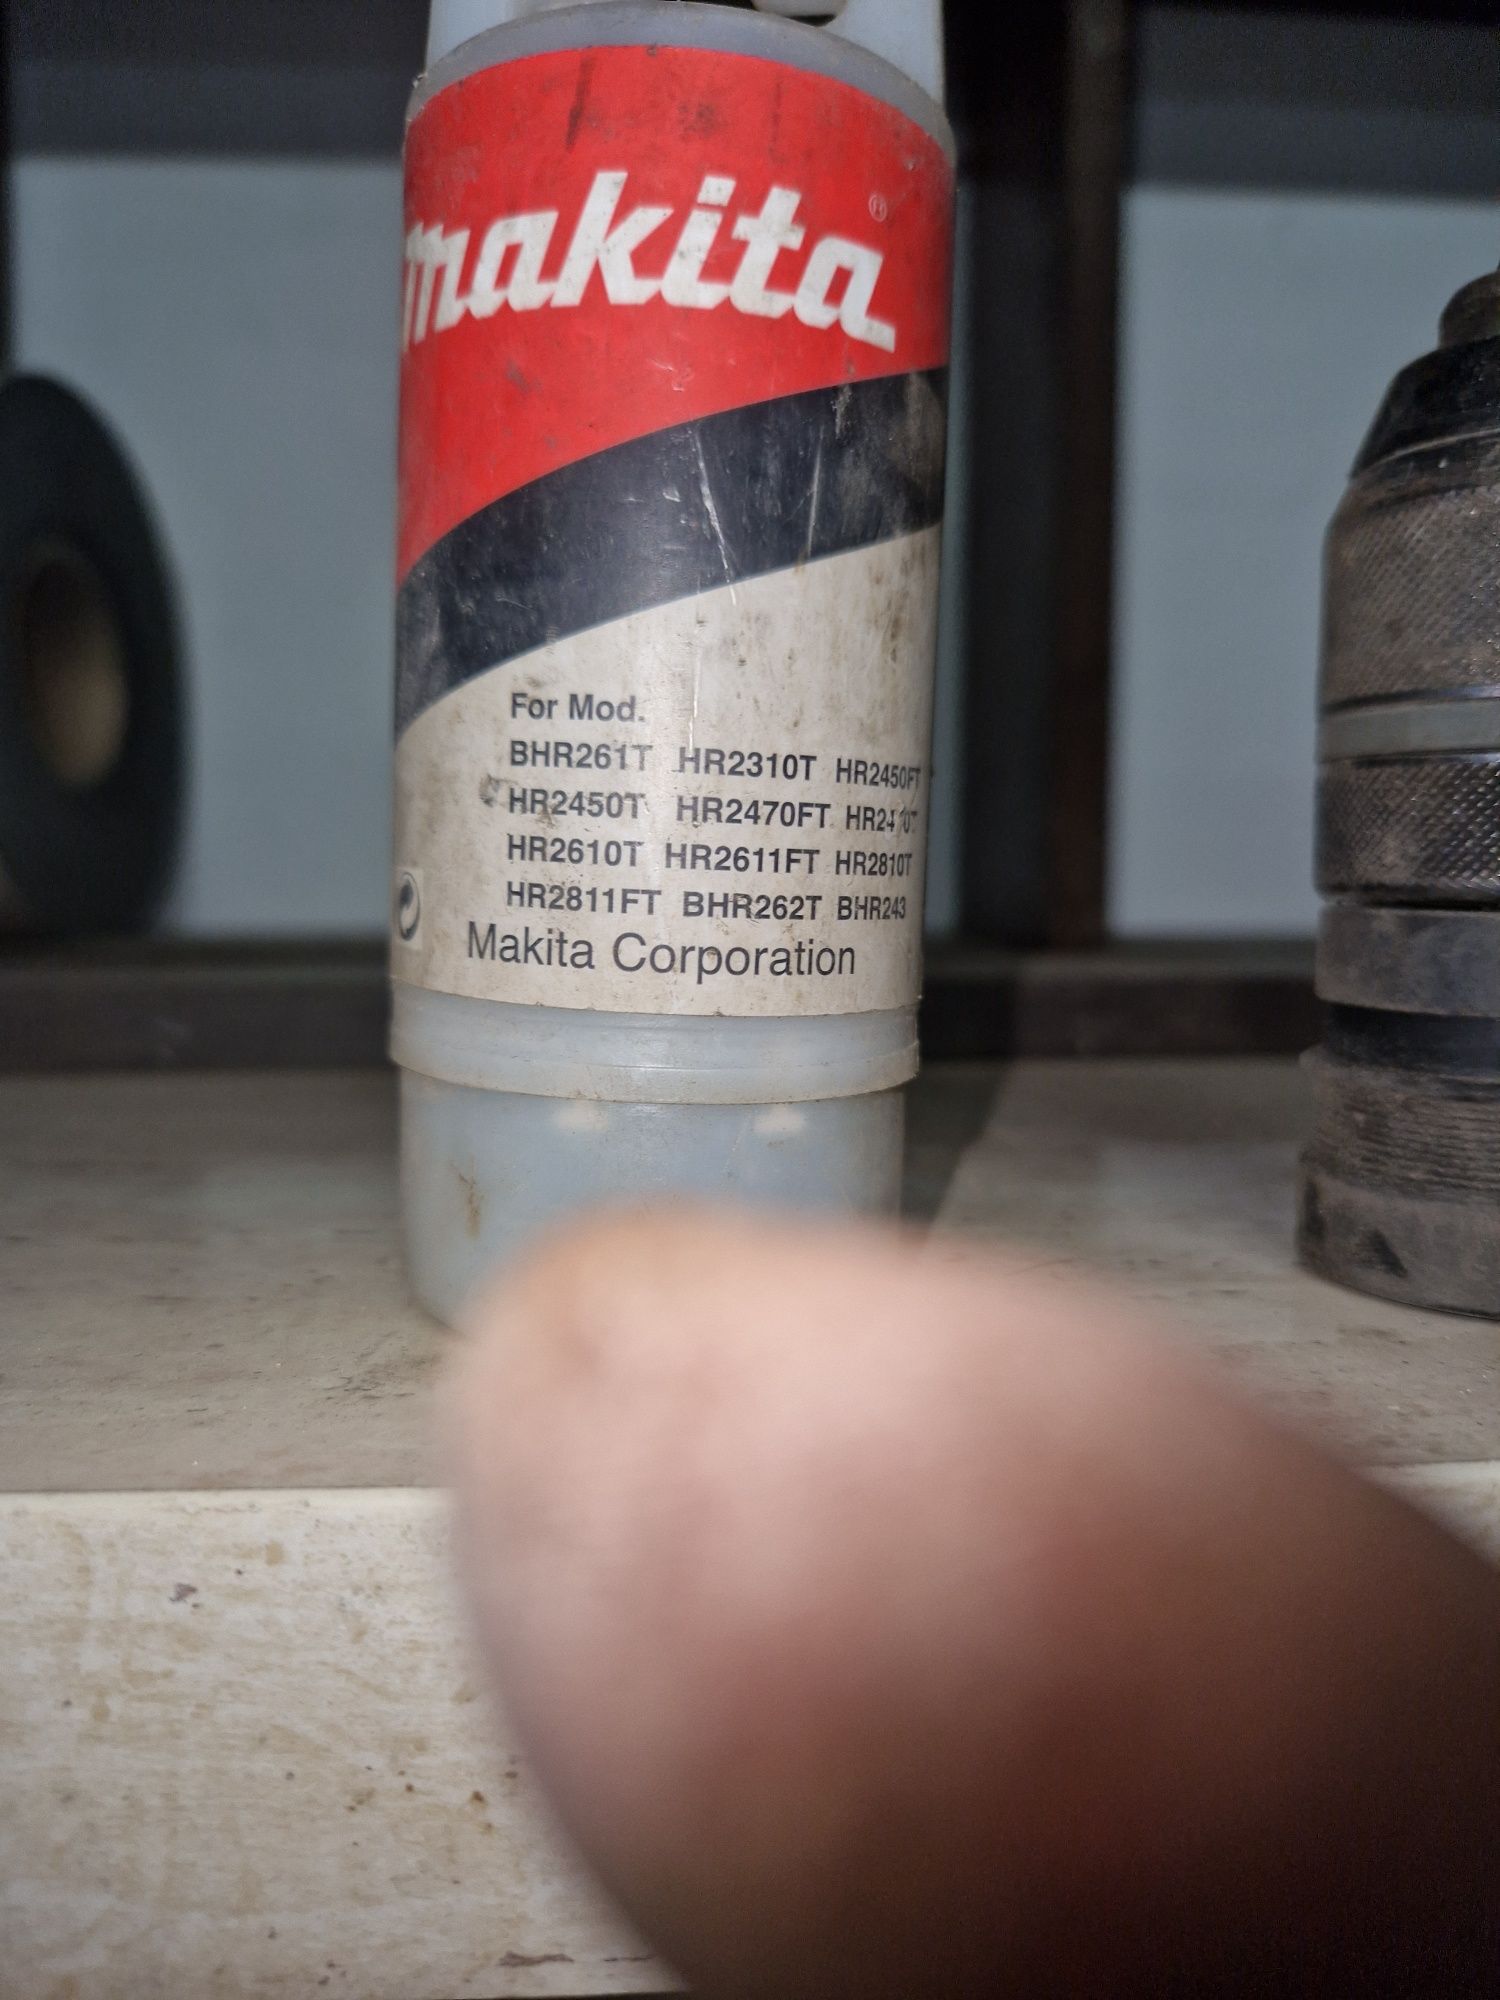 makita®
For Mod.
BHR261T HR2310T HR2450FT
HR2450T HR2470FT
HR2610T HR2611FT HR2810T
HR2811FT BHR262T BHR243
Makita Corporation